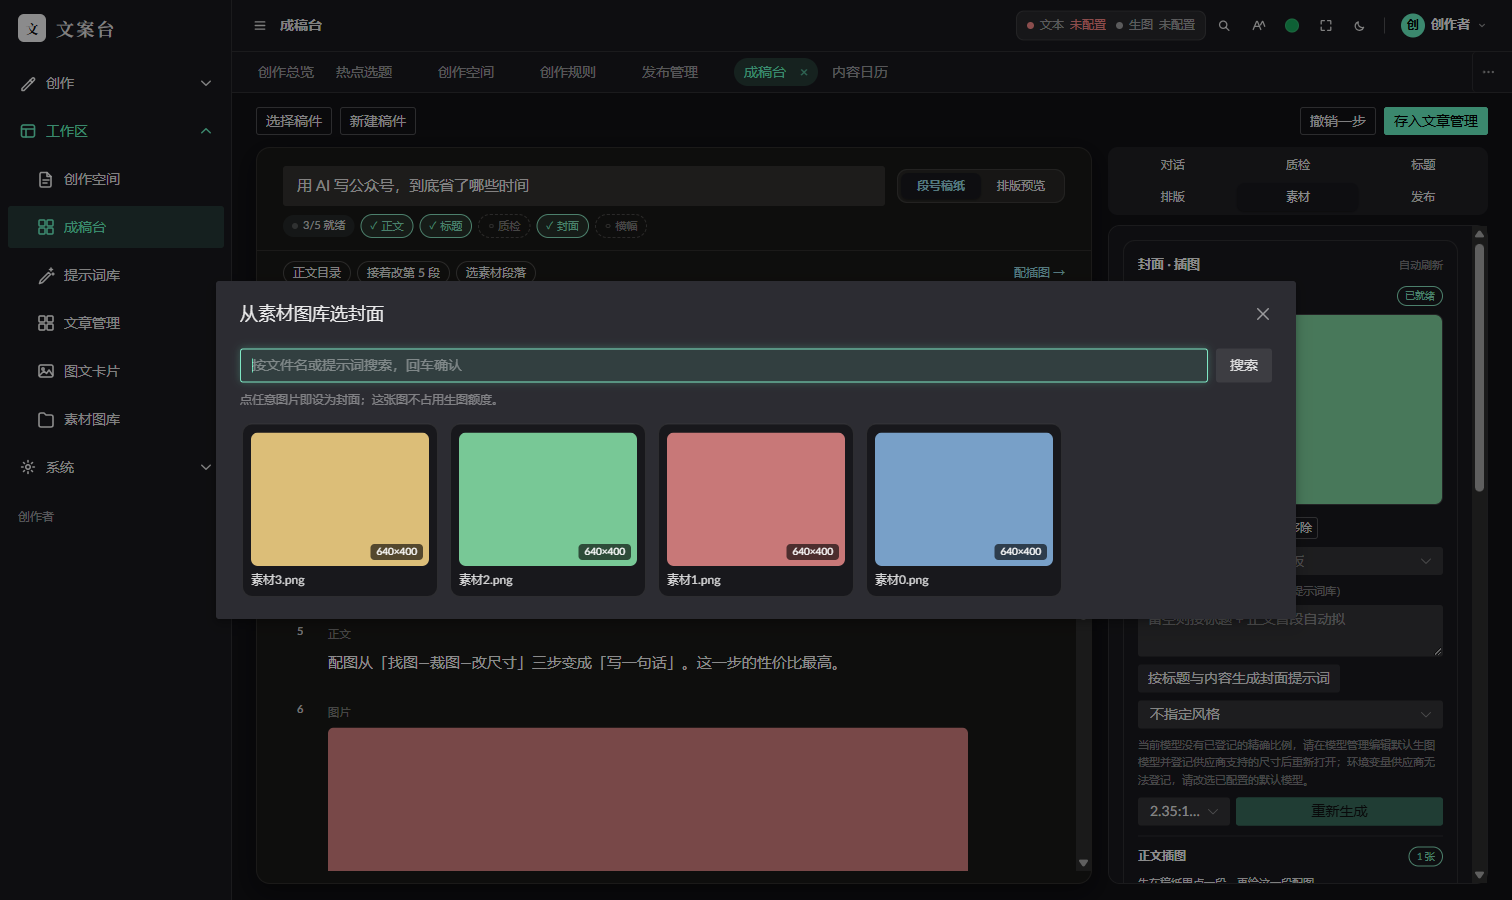 文 文案台
创作
工作区
创作空间
成稿台
提示词库
文章管理
图文卡片
素材图库
系统
创作者
成稿台
文本 未配置 生图 未配置
创 创作者
创作总览 热点选题 创作空间 创作规则 发布管理 成稿台 × 内容日历 ···
选择稿件 新建稿件 撤销一步 存入文章管理
用 AI 写公众号，到底省了哪些时间
段号稿纸 排版预览
3/5 就绪 ✓ 正文 ✓ 标题 ○ 质检 ✓ 封面 ○ 横幅
正文目录 接着改第 5 段 选素材段落 配插图 →
对话 质检 标题
排版 素材 发布
封面 · 插图 自动刷新
已就绪
从素材图库选封面
按文件名或提示词搜索，回车确认 搜索
点任意图片即设为封面；这张图不占用生图额度。
640×400 640×400 640×400 640×400
素材3.png 素材2.png 素材1.png 素材0.png
5 正文
配图从「找图—裁图—改尺寸」三步变成「写一句话」。这一步的性价比最高。
6 图片
提示词库)
留空则按标题 + 正文首段自动拟
按标题与内容生成封面提示词
不指定风格
当前模型没有已登记的精确比例，请在模型管理编辑默认生图
模型并登记供应商支持的尺寸后重新打开；环境变量供应商无
法登记，请改选已配置的默认模型。
2.35:1... 重新生成
正文插图 1 张